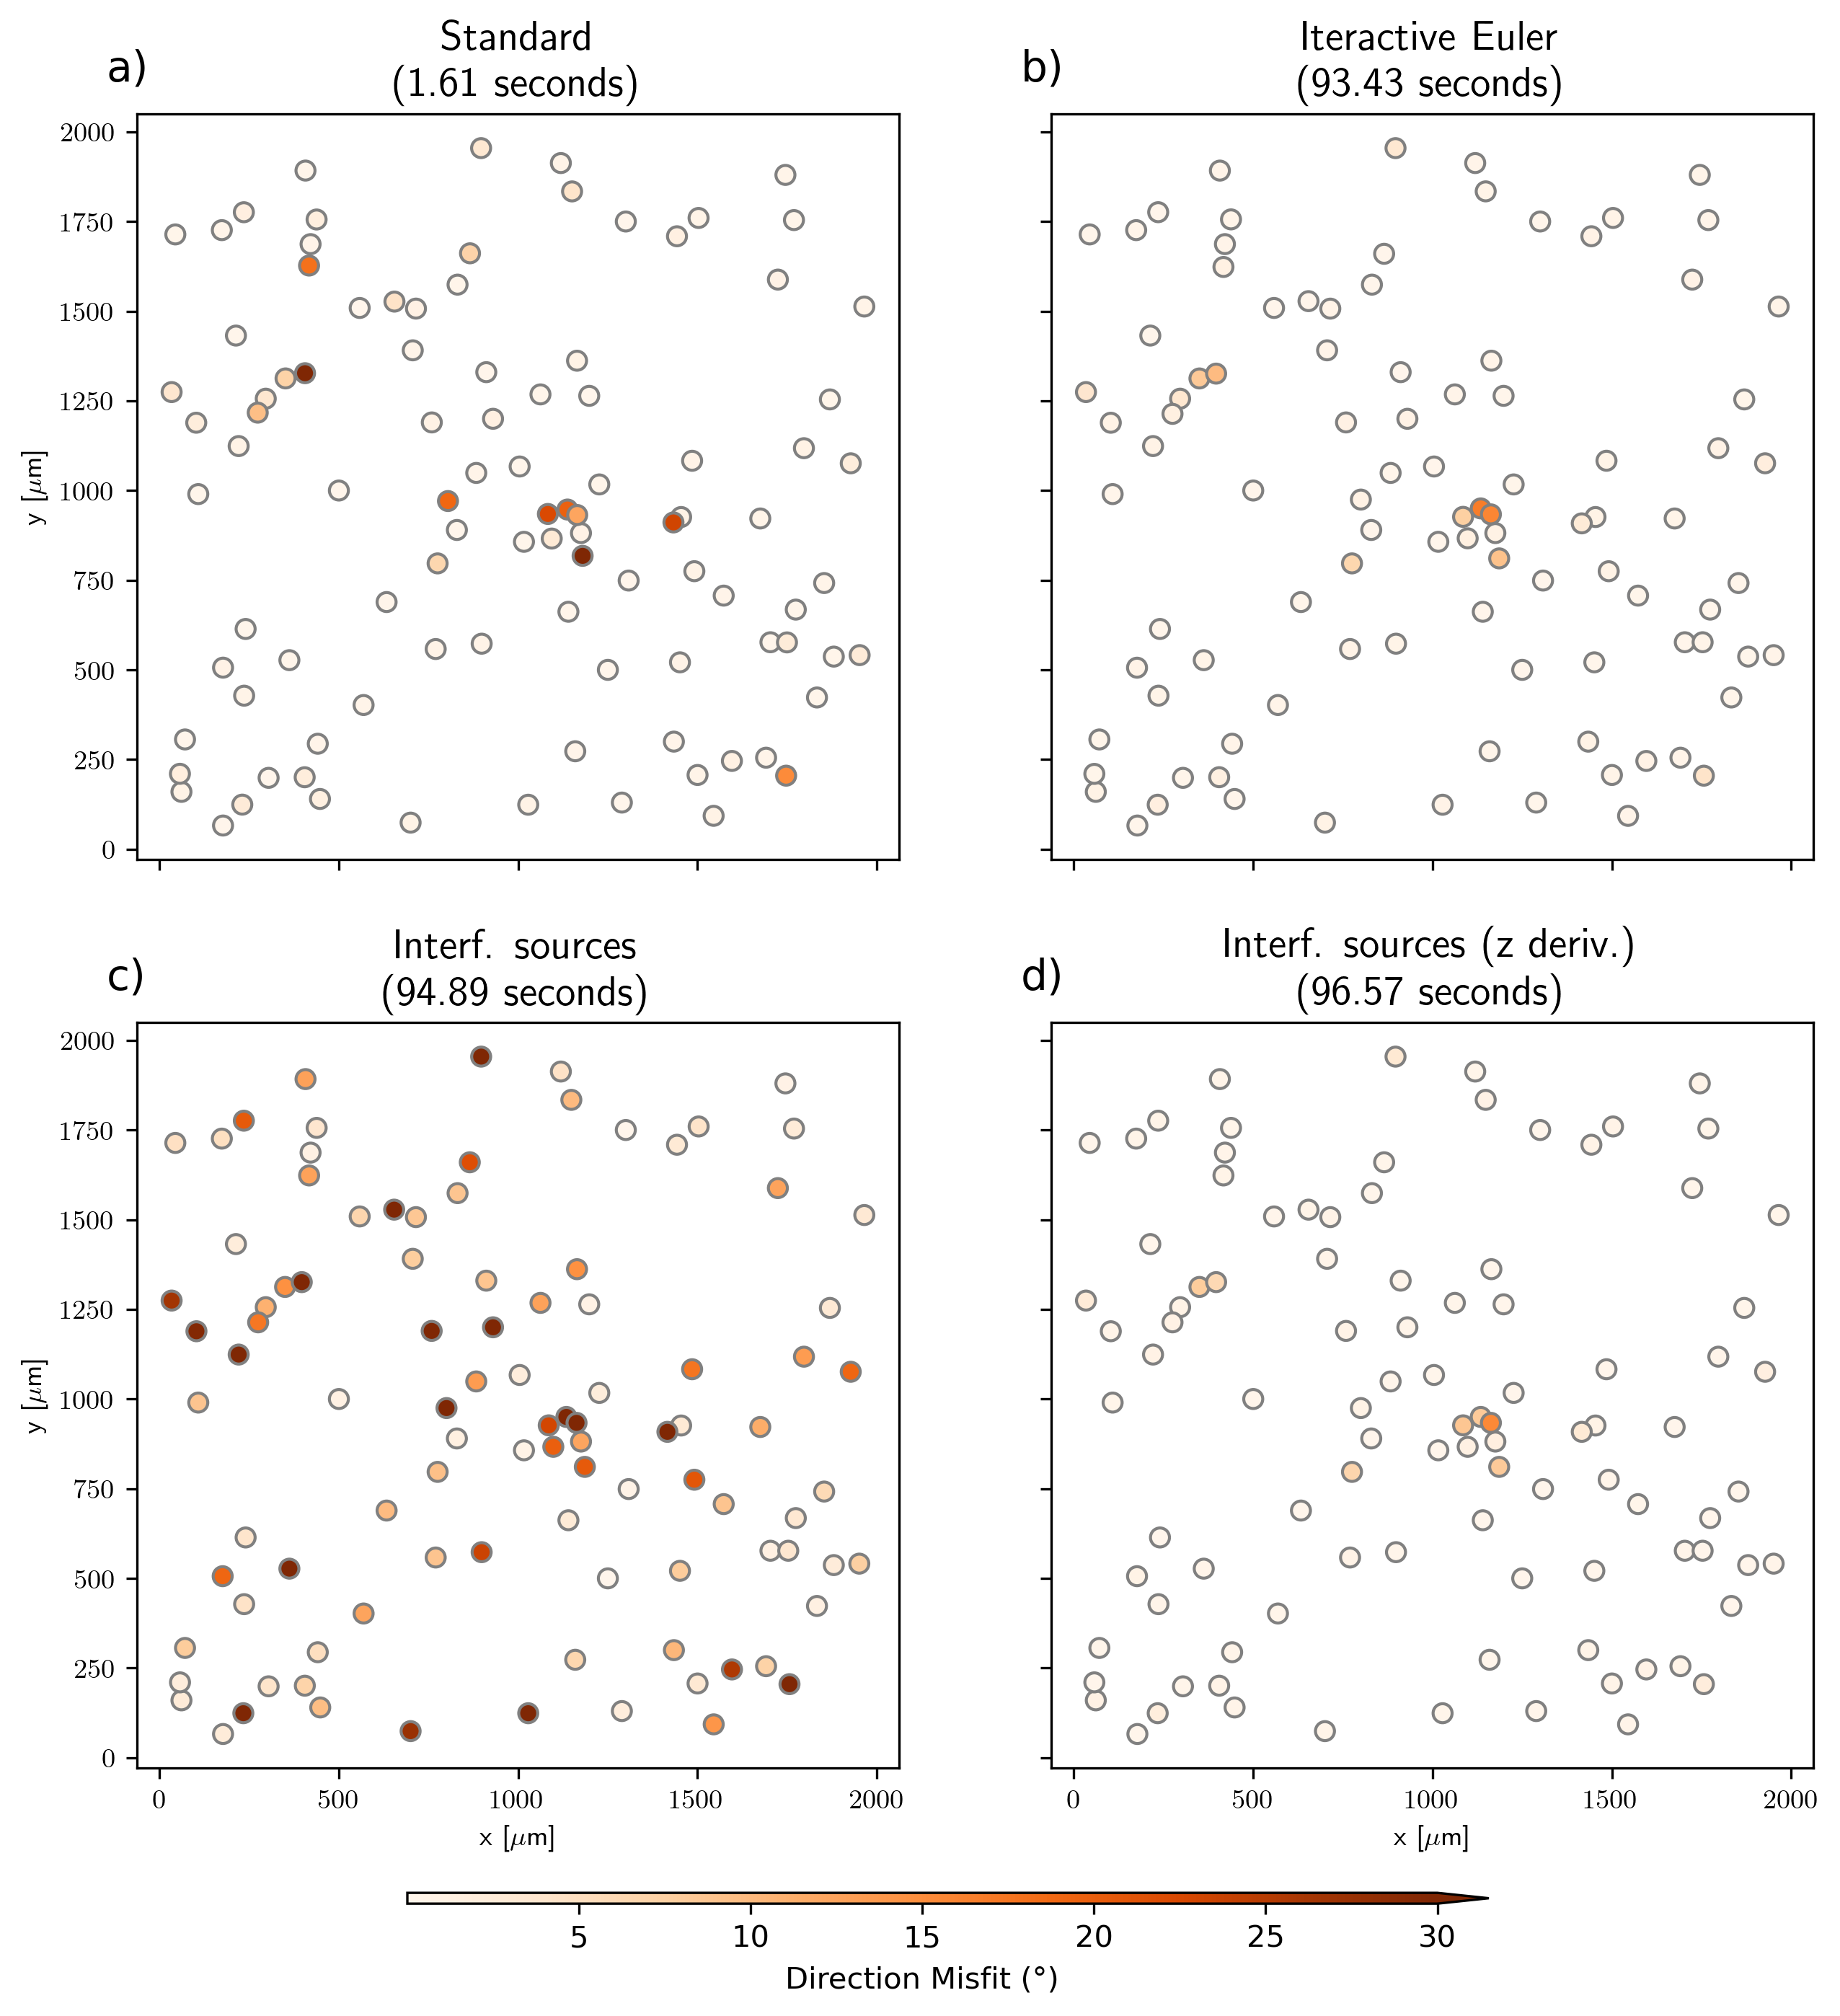 a)
Standard
(1.61 seconds)
b)
Iteractive Euler
(93.43 seconds)
2000
1750
1500
1250
1000
750
500
250
0
y [μm]
c)
Interf. sources
(94.89 seconds)
d)
Interf. sources (z deriv.)
(96.57 seconds)
2000
1750
1500
1250
1000
750
500
250
0
y [μm]
0 500 1000 1500 2000
x [μm]
0 500 1000 1500 2000
x [μm]
5 10 15 20 25 30
Direction Misfit (°)